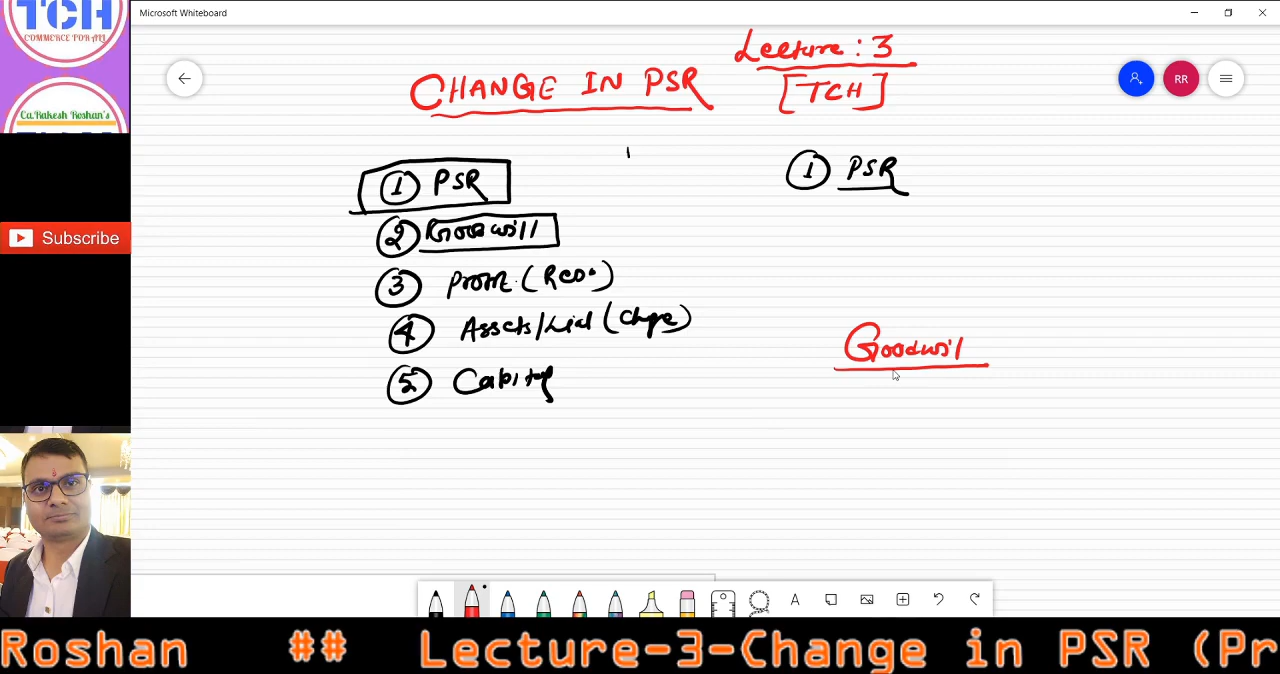 TCH
COMMERCE FOR ALL
Ca.Rakesh Roshan's
Subscribe
Microsoft Whiteboard
RR
Lecture : 3
CHANGE IN PSR
[TCH]
① PSR
② Goodwill
③ (Res.)
④ Assets/Liab (Chge)
⑤ Capital
① PSR
Goodwill
A
Roshan ## Lecture-3-Change in PSR (Pr